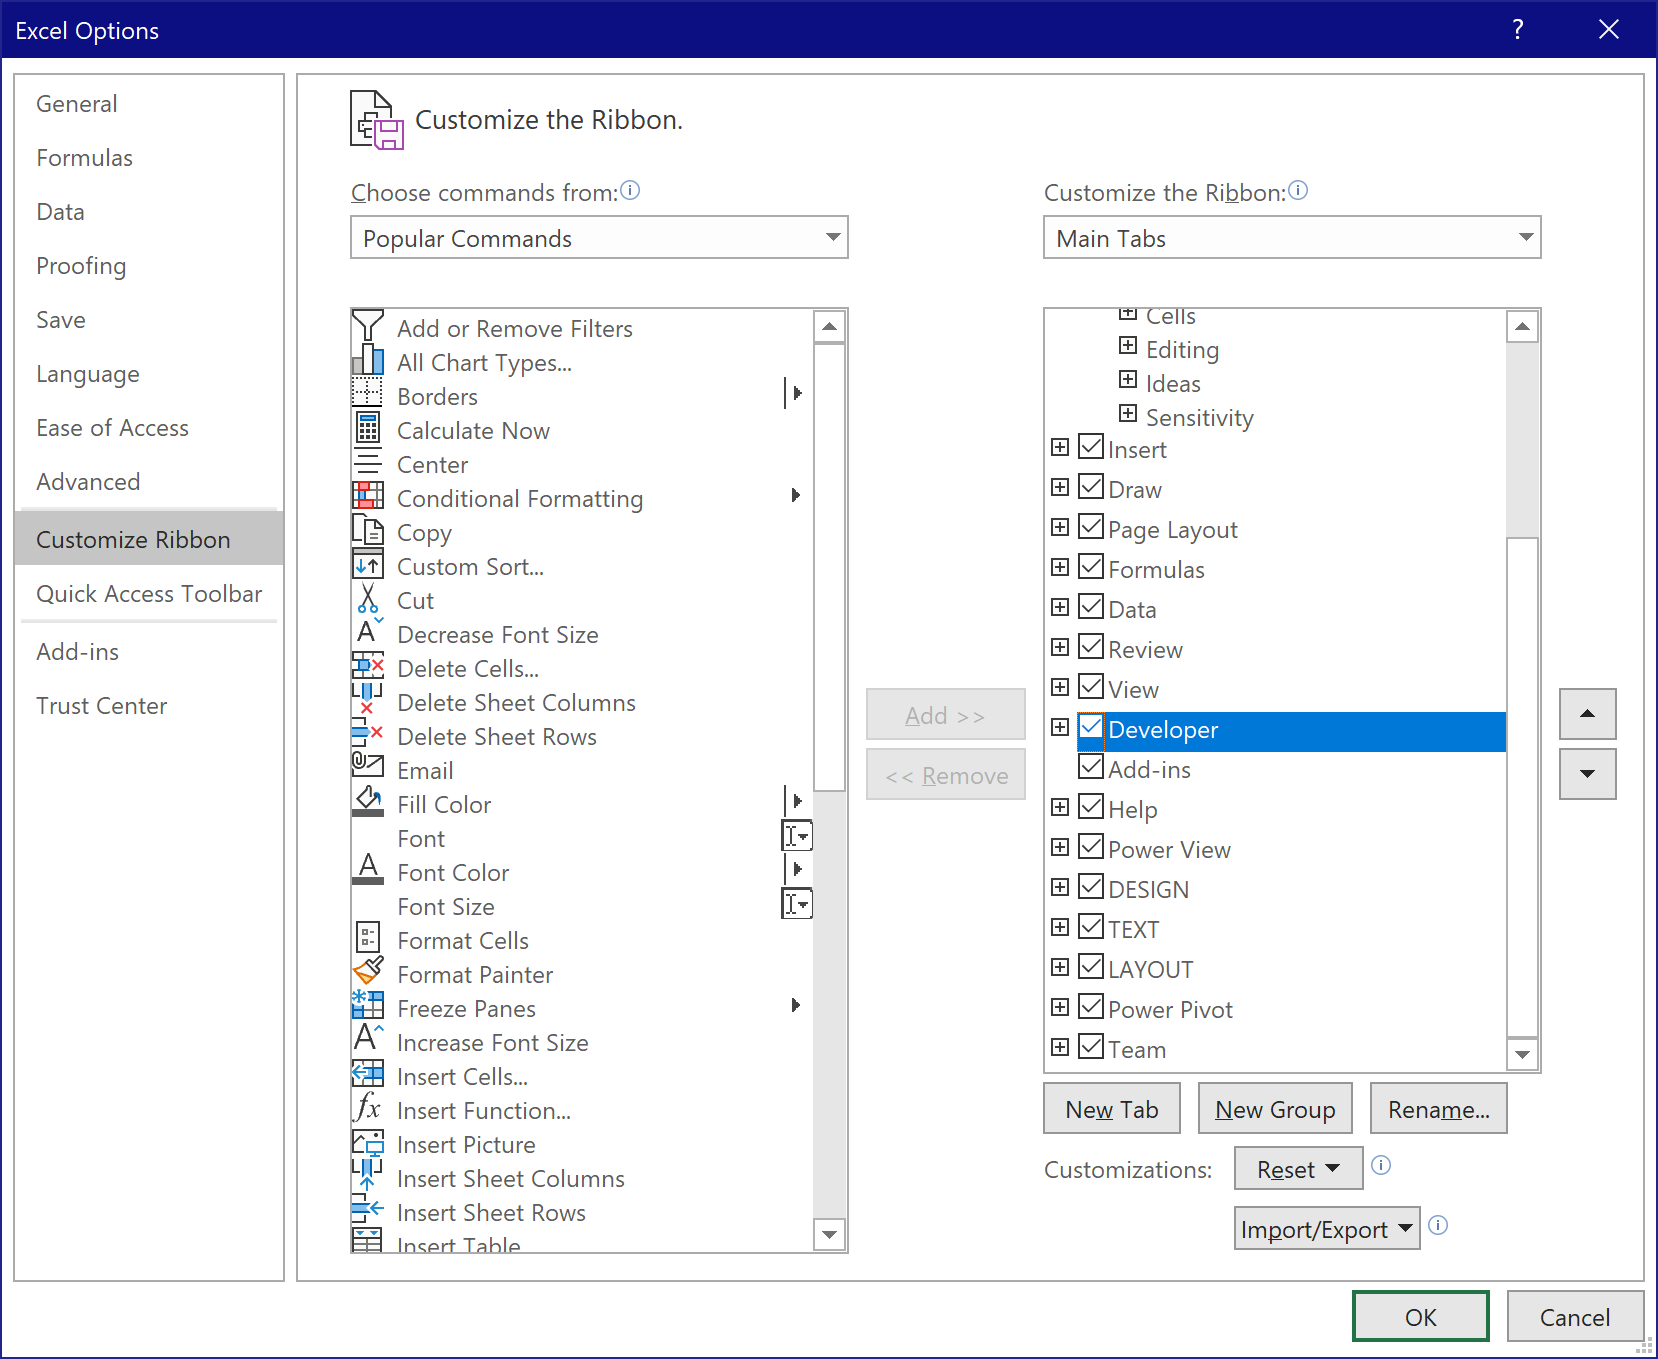 Excel Options
?
General
Formulas
Data
Proofing
Save
Language
Ease of Access
Advanced
Customize Ribbon
Quick Access Toolbar
Add-ins
Trust Center
Customize the Ribbon.
Choose commands from:
Popular Commands
Add or Remove Filters
All Chart Types...
Borders
Calculate Now
Center
Conditional Formatting
Copy
Custom Sort...
Cut
Decrease Font Size
Delete Cells...
Delete Sheet Columns
Delete Sheet Rows
Email
Fill Color
Font
Font Color
Font Size
Format Cells
Format Painter
Freeze Panes
Increase Font Size
Insert Cells...
Insert Function...
Insert Picture
Insert Sheet Columns
Insert Sheet Rows
Insert Table
Add >>
<< Remove
Customize the Ribbon:
Main Tabs
Cells
Editing
Ideas
Sensitivity
Insert
Draw
Page Layout
Formulas
Data
Review
View
Developer
Add-ins
Help
Power View
DESIGN
TEXT
LAYOUT
Power Pivot
Team
New Tab New Group Rename...
Customizations: Reset
Import/Export
OK Cancel